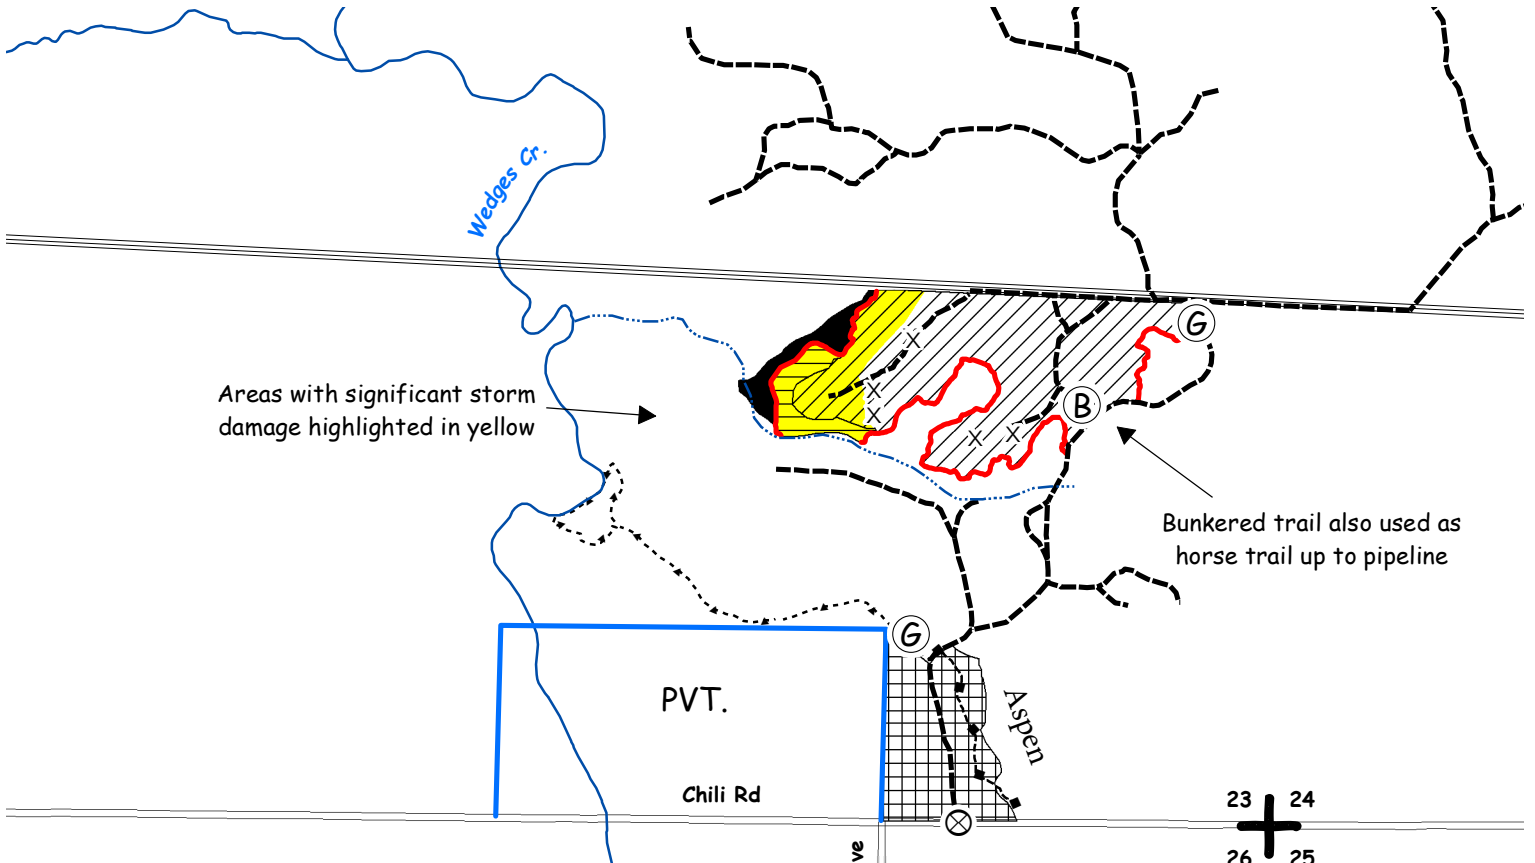 Wedges Cr.
G
X
Areas with significant storm
damage highlighted in yellow
X
X
B
X
X
Bunkered trail also used as
horse trail up to pipeline
G
PVT.
Aspen
Chili Rd
23 24
26 25
ve